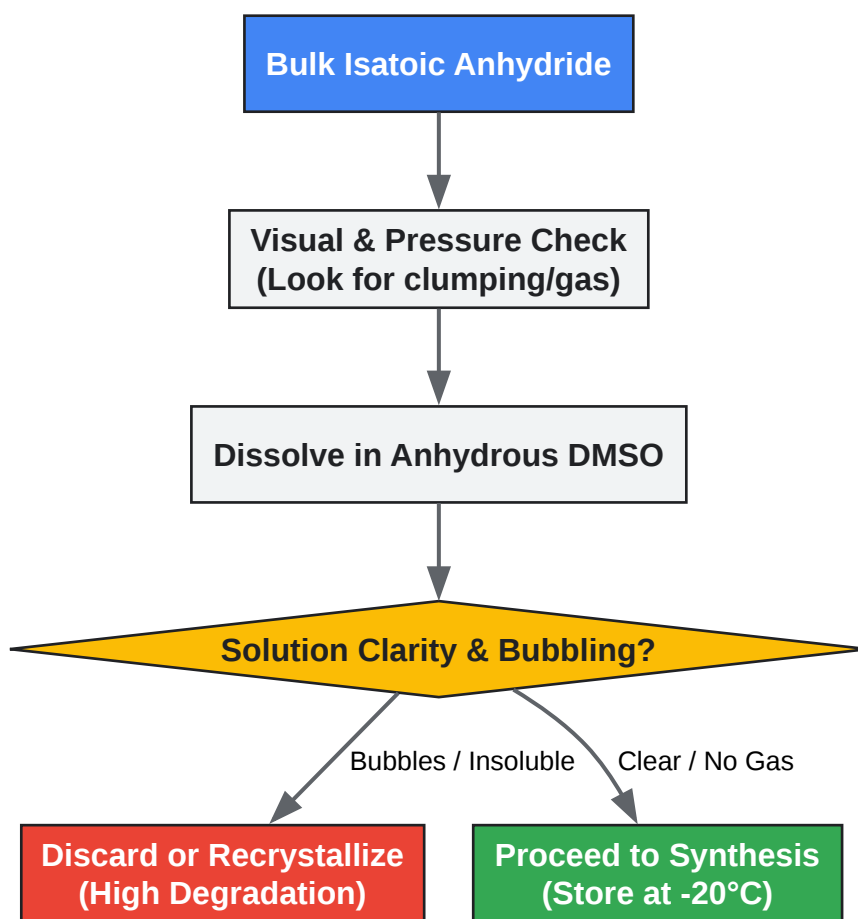 Bulk Isatoic Anhydride
Visual & Pressure Check
(Look for clumping/gas)
Dissolve in Anhydrous DMSO
Solution Clarity & Bubbling?
Bubbles / Insoluble
Clear / No Gas
Discard or Recrystallize
(High Degradation)
Proceed to Synthesis
(Store at -20°C)